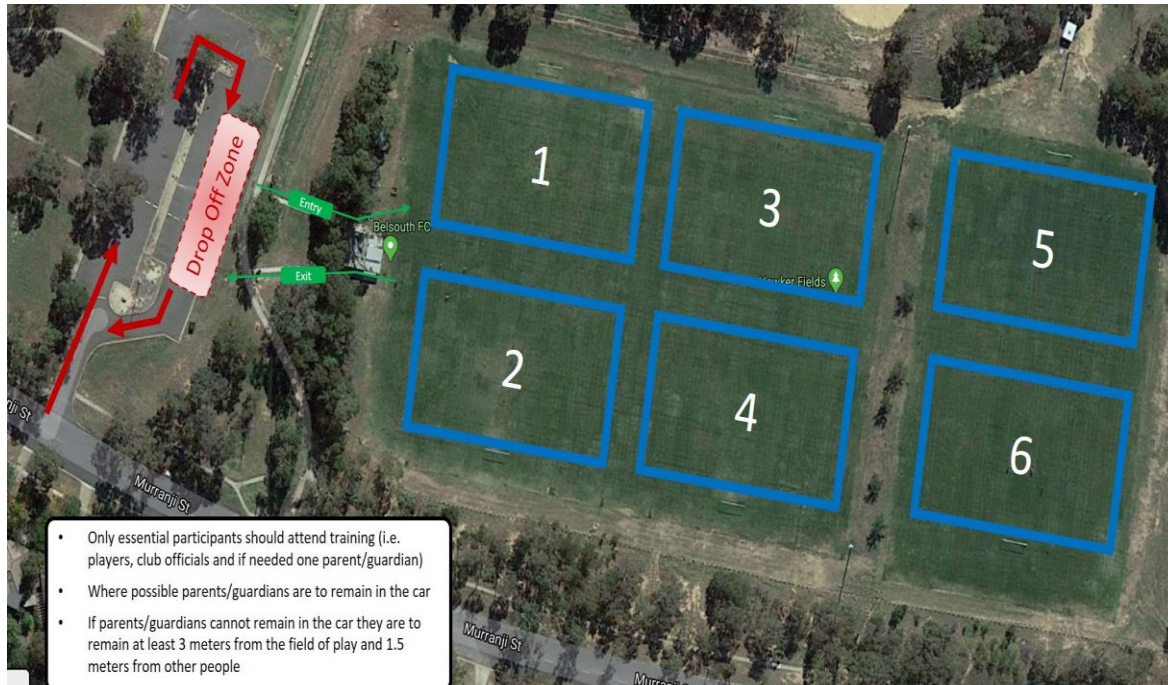 Drop Off Zone
Entry
Exit
Belsouth FC
1
3
5
Hawker Fields
2
4
6
Murranji St
Murranji St
Murranji St
• Only essential participants should attend training (i.e.
players, club officials and if needed one parent/guardian)
• Where possible parents/guardians are to remain in the car
• If parents/guardians cannot remain in the car they are to
remain at least 3 meters from the field of play and 1.5
meters from other people